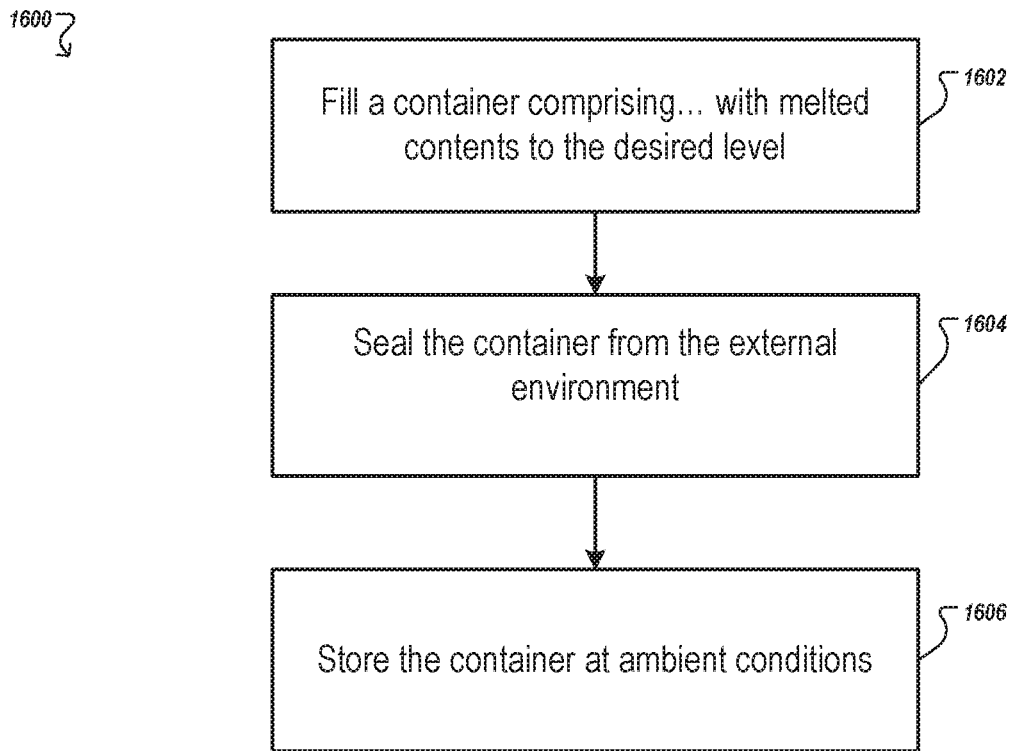 1600
Fill a container comprising... with melted
contents to the desired level
1602
Seal the container from the external
environment
1604
Store the container at ambient conditions
1606